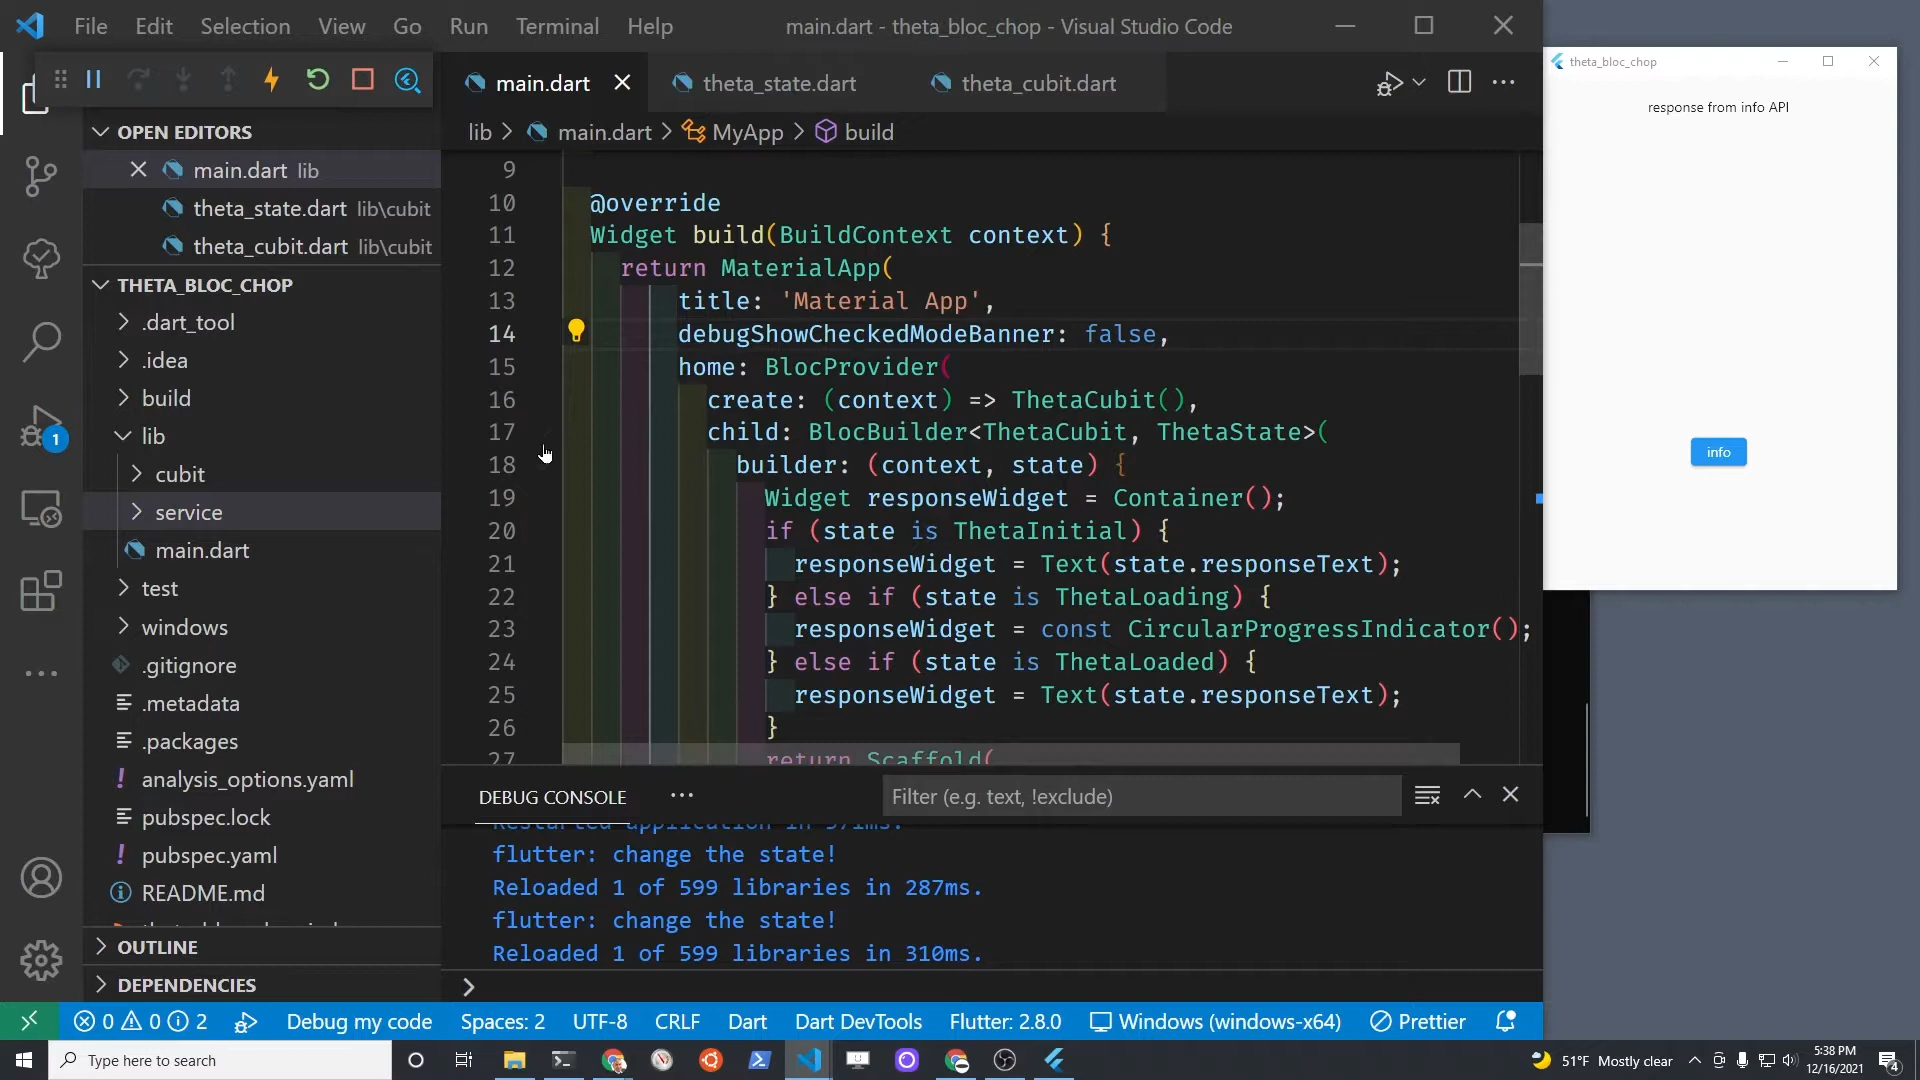 File Edit Selection View Go Run Terminal Help
main.dart - theta_bloc_chop - Visual Studio Code
main.dart
theta_state.dart
theta_cubit.dart
lib > main.dart > MyApp > build
OPEN EDITORS
main.dart lib
theta_state.dart lib\cubit
theta_cubit.dart lib\cubit
THETA_BLOC_CHOP
.dart_tool
.idea
build
lib
cubit
service
main.dart
test
windows
.gitignore
.metadata
.packages
analysis_options.yaml
pubspec.lock
pubspec.yaml
README.md
OUTLINE
DEPENDENCIES
1
9
10 @override
11 Widget build(BuildContext context) {
12 return MaterialApp(
13 title: 'Material App',
14 debugShowCheckedModeBanner: false,
15 home: BlocProvider(
16 create: (context) => ThetaCubit(),
17 child: BlocBuilder<ThetaCubit, ThetaState>(
18 builder: (context, state) {
19 Widget responseWidget = Container();
20 if (state is ThetaInitial) {
21 responseWidget = Text(state.responseText);
22 } else if (state is ThetaLoading) {
23 responseWidget = const CircularProgressIndicator();
24 } else if (state is ThetaLoaded) {
25 responseWidget = Text(state.responseText);
26 }
27 return Scaffold(
DEBUG CONSOLE
Filter (e.g. text, !exclude)
Restarted application in 571ms.
flutter: change the state!
Reloaded 1 of 599 libraries in 287ms.
flutter: change the state!
Reloaded 1 of 599 libraries in 310ms.
0 0 2 Debug my code Spaces: 2 UTF-8 CRLF Dart Dart DevTools Flutter: 2.8.0 Windows (windows-x64) Prettier
theta_bloc_chop
response from info API
info
Type here to search
51°F Mostly clear
5:38 PM
12/16/2021
4